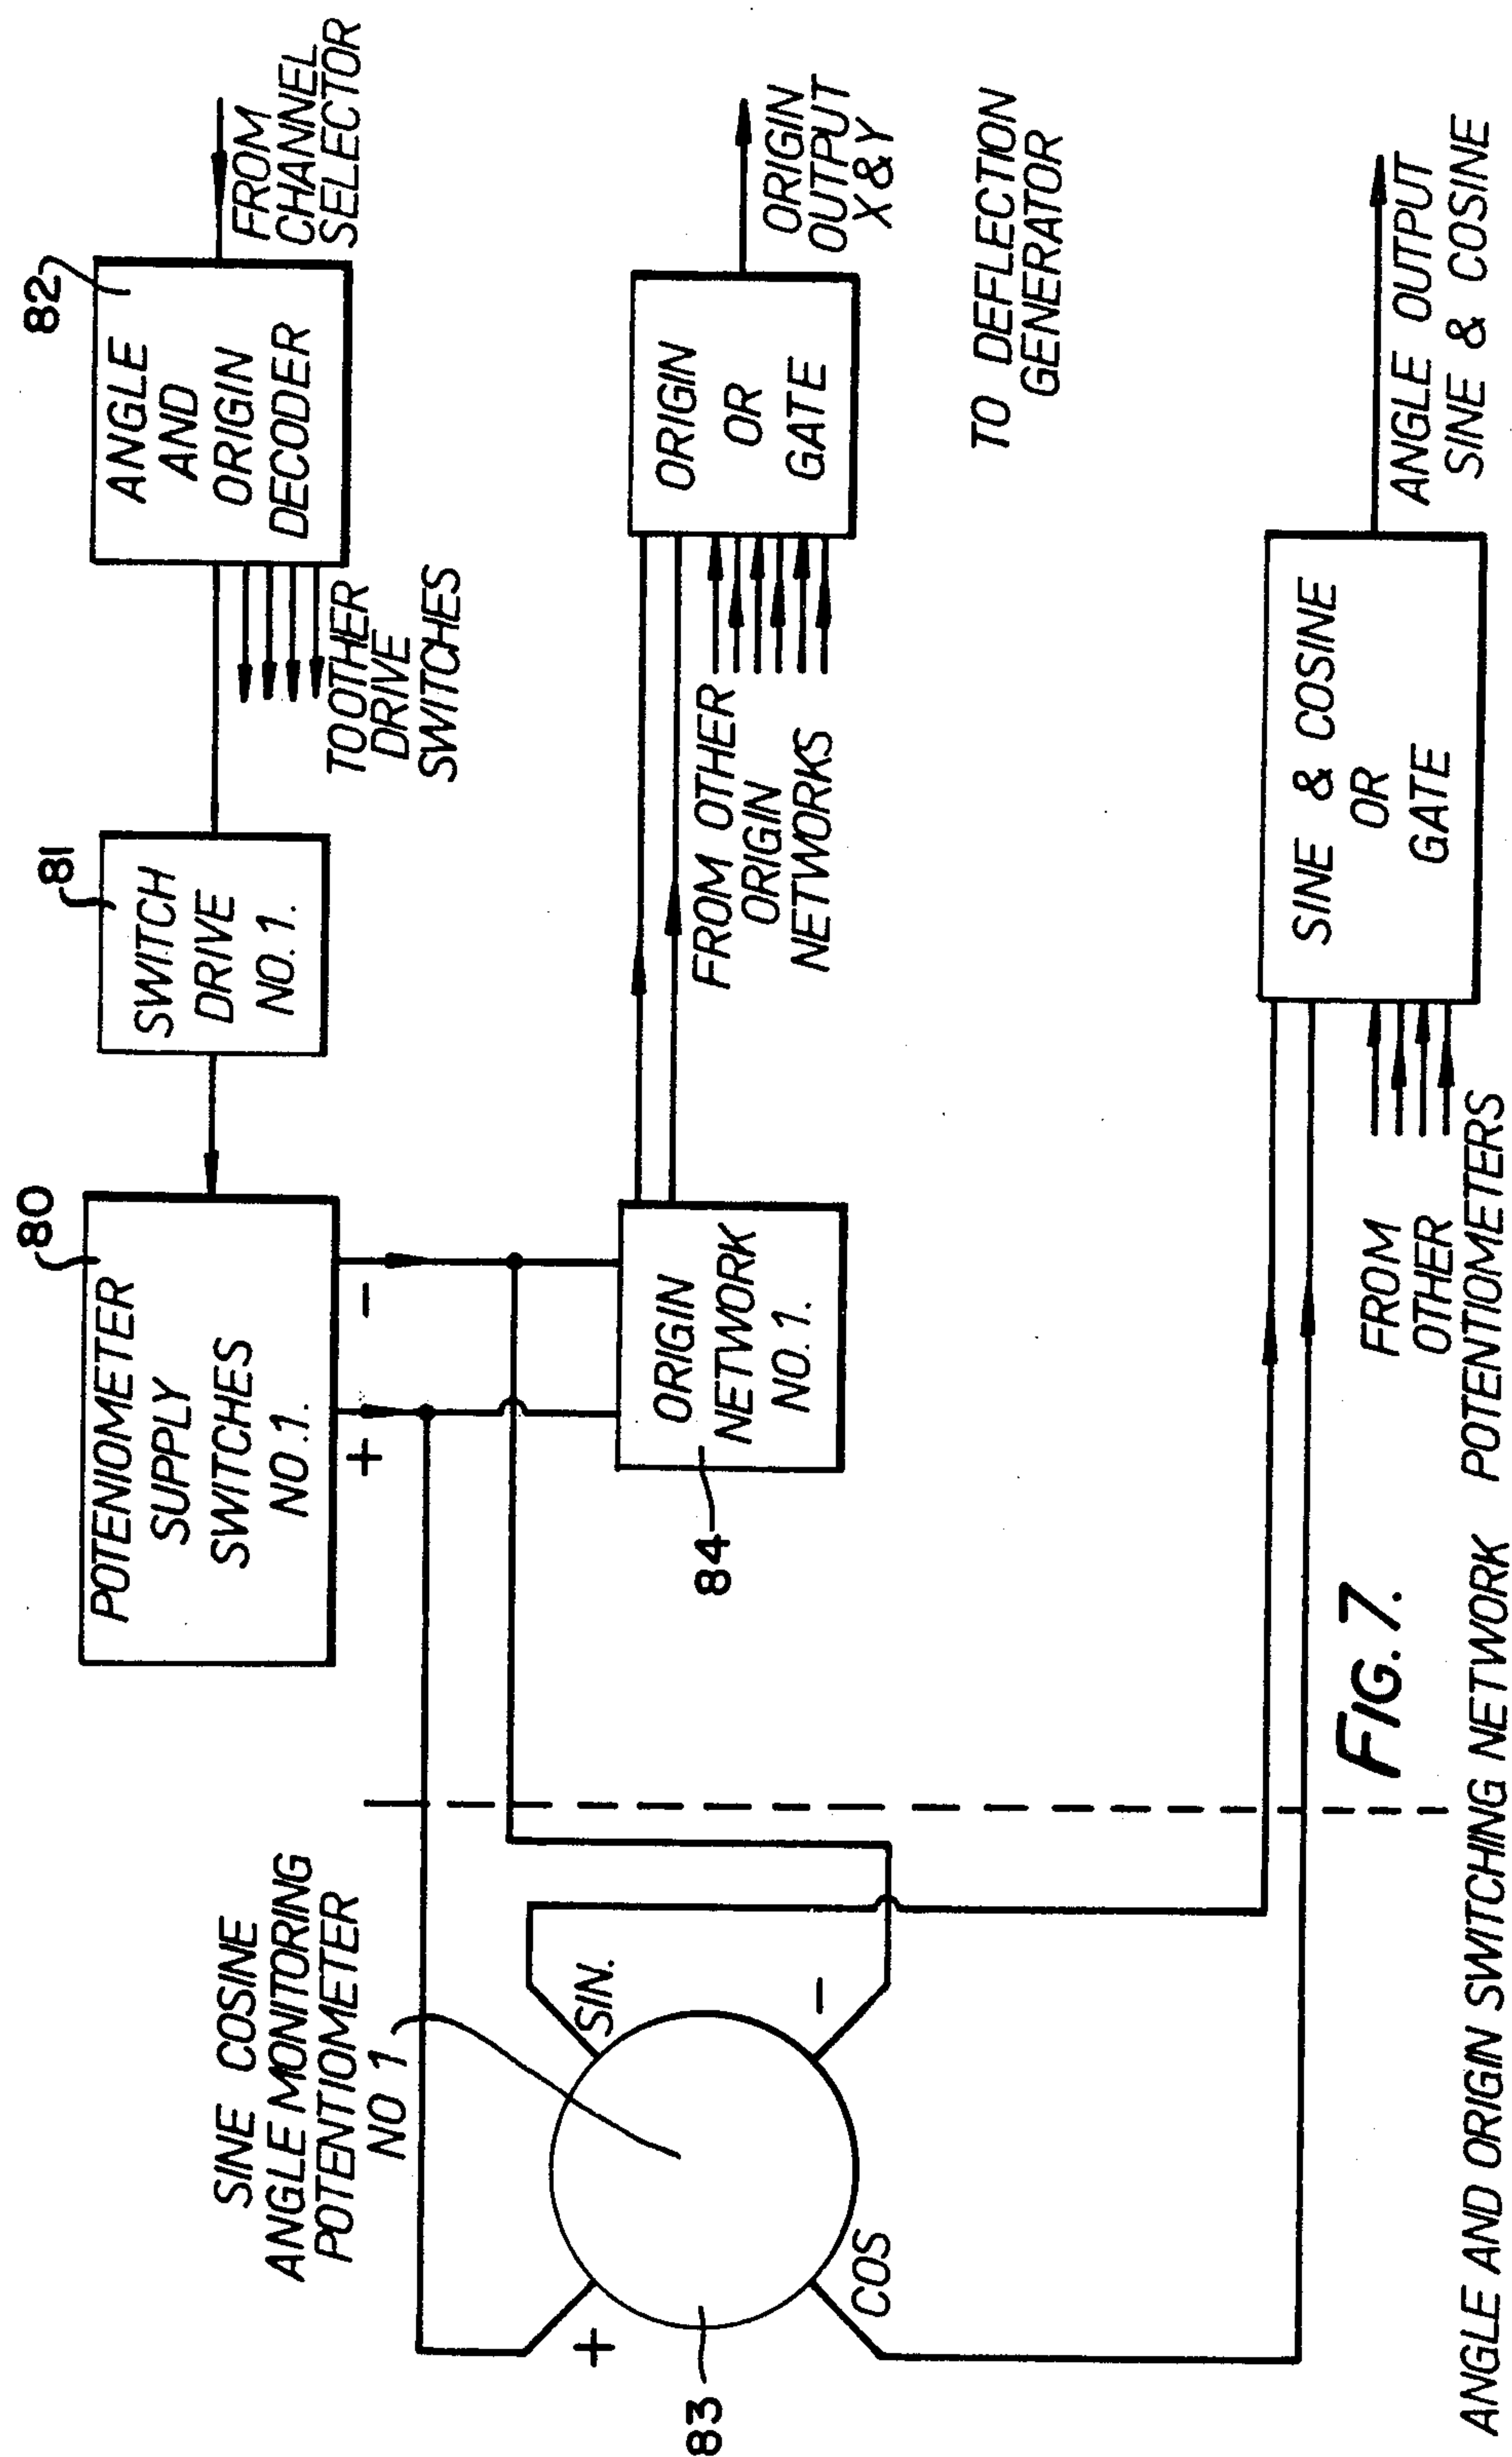 80
POTENIOMETER
SUPPLY
SWITCHES
NO.1.
+
-
81
SWITCH
DRIVE
NO.1.
82
ANGLE
AND
ORIGIN
DECODER
FROM
CHANNEL
SELECTOR
TO OTHER
DRIVE
SWITCHES
SINE COSINE
ANGLE MONITORING
POTENTIOMETER
NO 1
83
+
SIN.
-
COS
84
ORIGIN
NETWORK
NO.1.
FROM OTHER
ORIGIN
NETWORKS
ORIGIN
OR
GATE
ORIGIN
OUTPUT
X & Y
TO DEFLECTION
GENERATOR
SINE & COSINE
OR
GATE
FROM
OTHER
POTENTIOMETERS
ANGLE OUTPUT
SINE & COSINE
FIG. 7.
ANGLE AND ORIGIN SWITCHING NETWORK